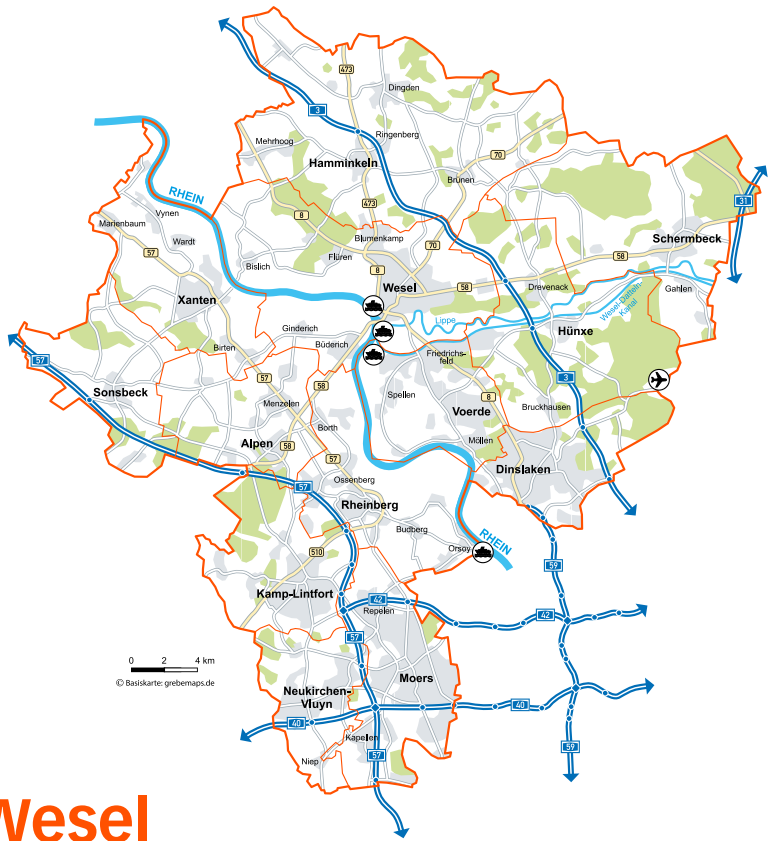 473
Dingden
3
Ringenberg
Mehrhoog
Hamminkeln
70
Brünen
RHEIN
31
473
Vynen
Marienbaum
8
Wardt
57
Blumenkamp
70
Schermbeck
Flüren
58
Bislich
8
Wesel
58
Drevenack
Gahlen
Xanten
Wesel-Datteln-
Kanal
Lippe
Ginderich
Hünxe
Büderich
Birten
Friedrichs-
feld
57
57
58
3
Sonsbeck
Spellen
8
Menzelen
Voerde
Bruckhausen
Borth
Alpen
58
Möllen
57
Dinslaken
Ossenberg
57
Rheinberg
Budberg
RHEIN
Orsoy
510
59
Kamp-Lintfort
42
Repelen
42
57
0 2 4 km
© Basiskarte: grebemaps.de
Neukirchen-
Vluyn
Moers
40
40
Kapellen
57
59
Niep
Wesel